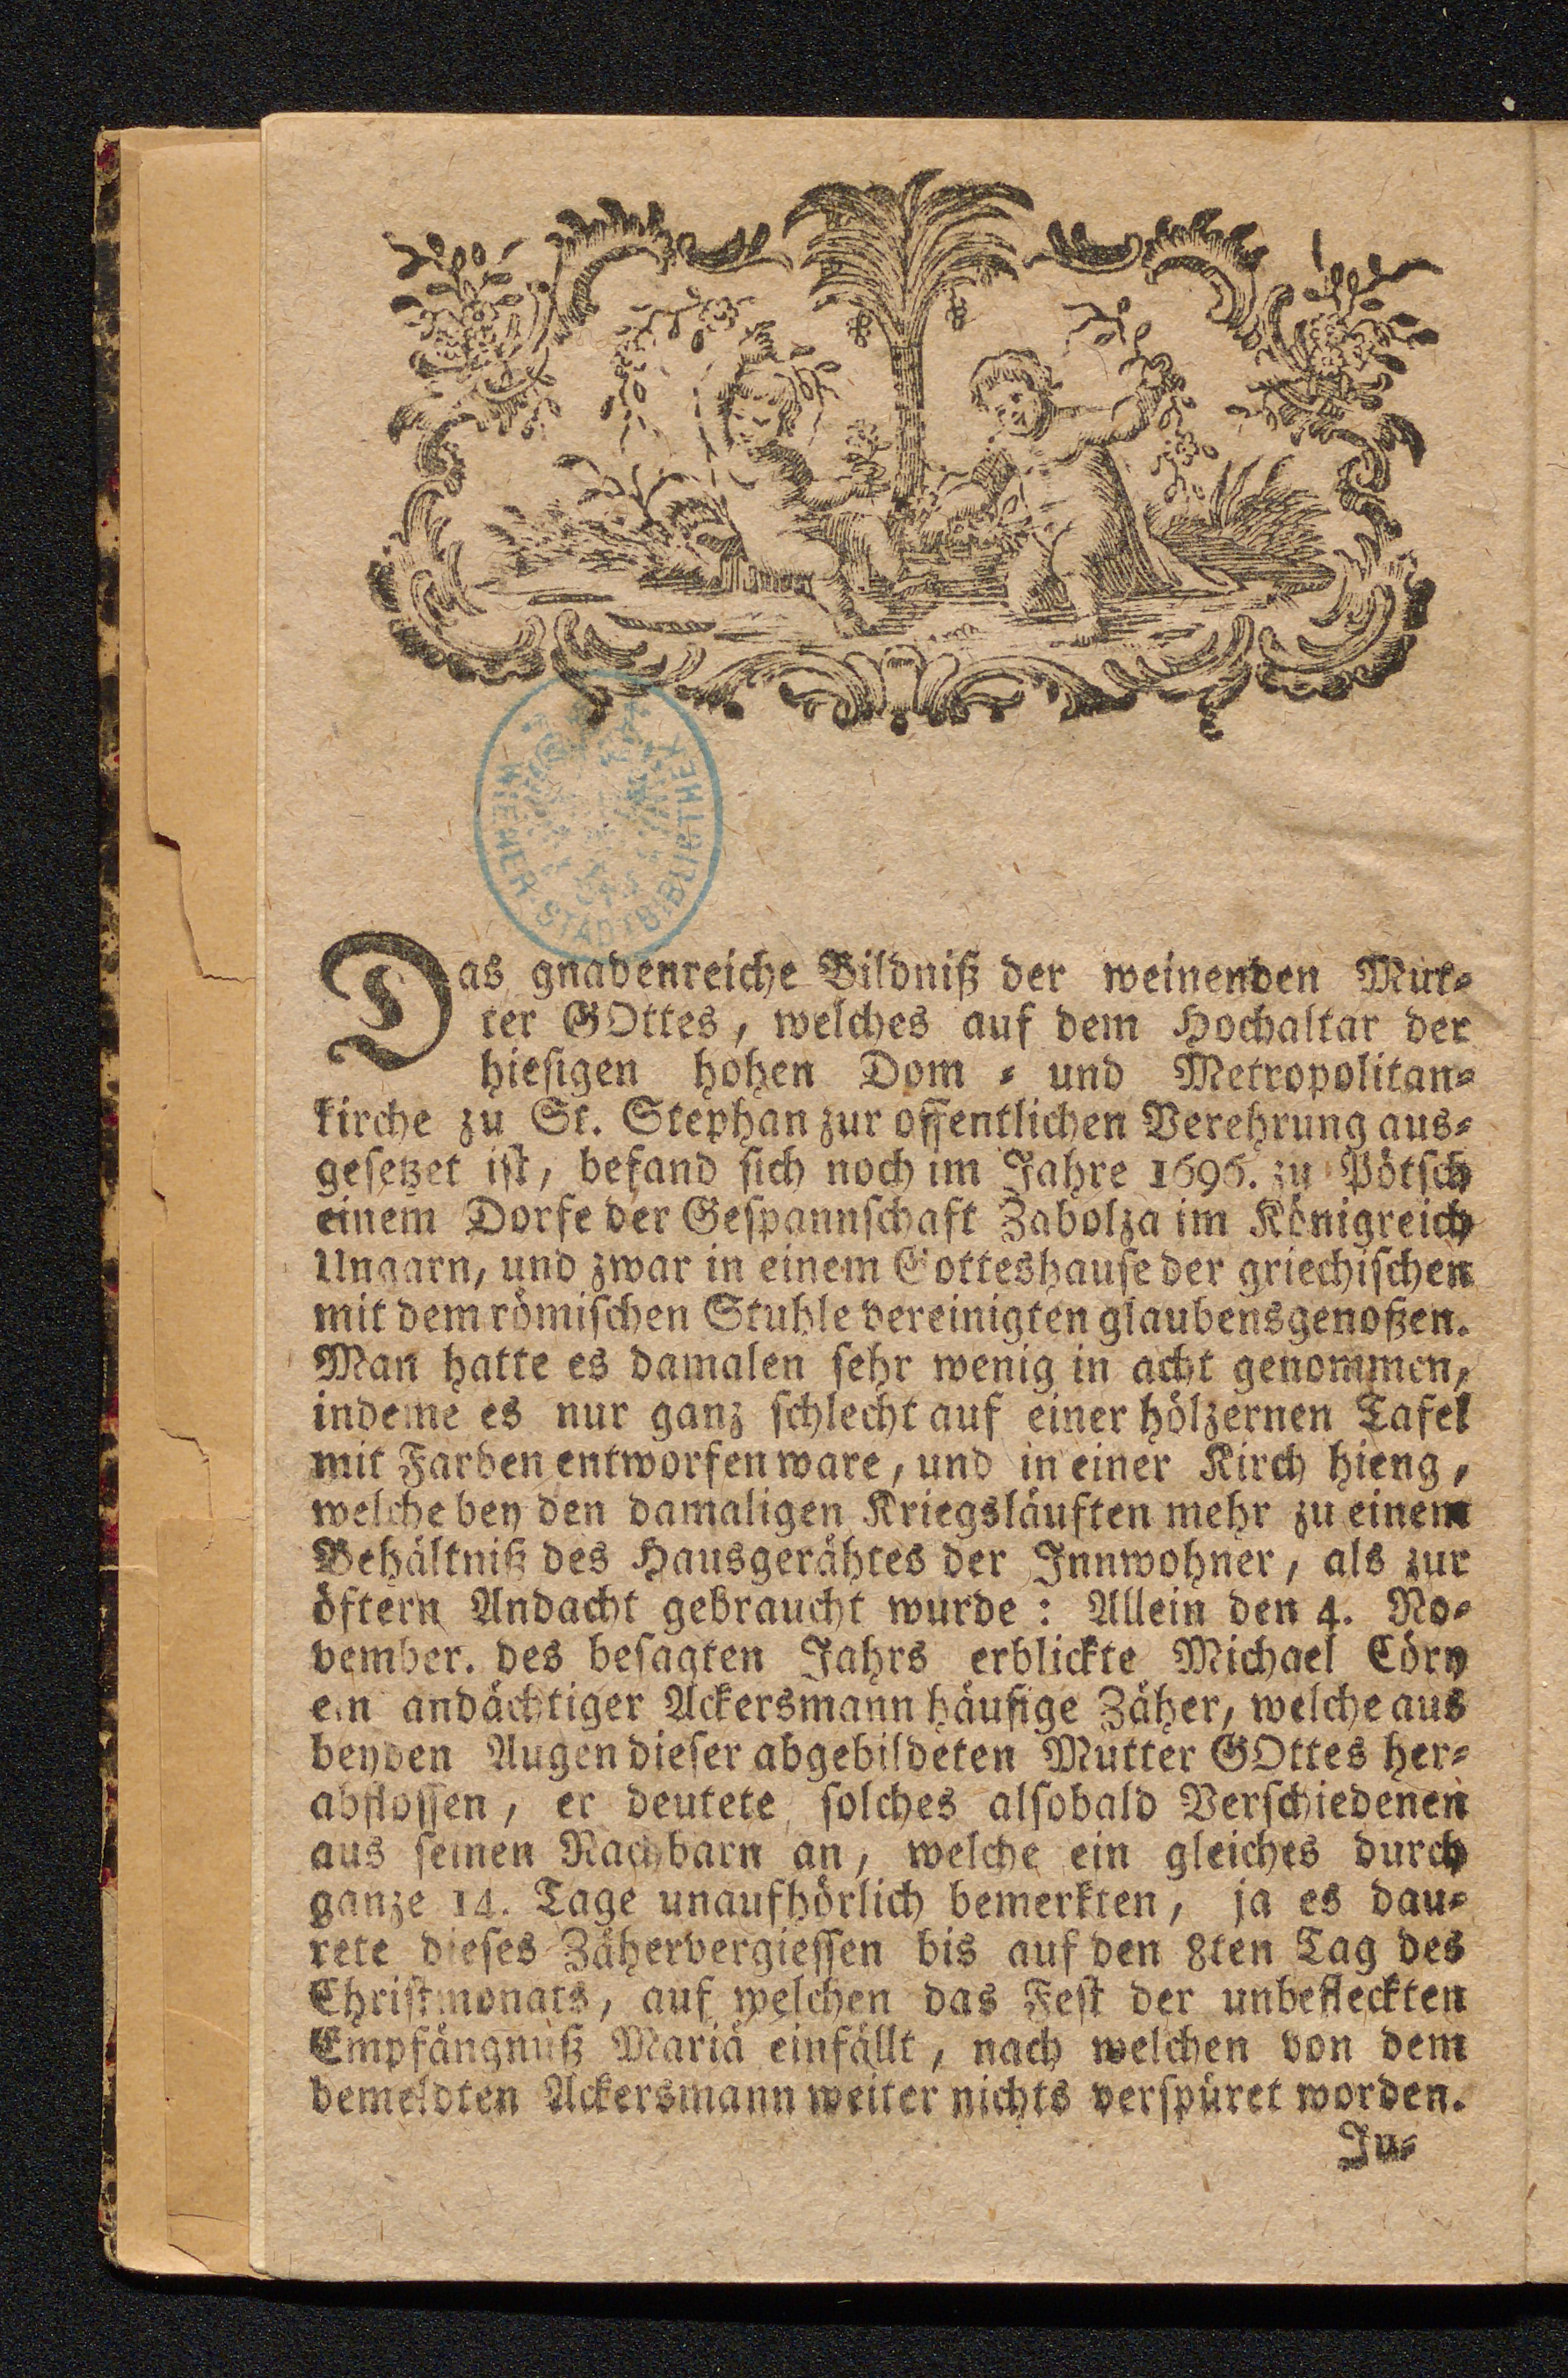 WIENER STADTBIBLIOTHEK
Das gnadenreiche Bildniß der weinenden Mut-
ter GOttes, welches auf dem Hochaltar der
hiesigen hohen Dom- und Metropolitan-
kirche zu St. Stephan zur offentlichen Verehrung aus-
gesetzet ist, befand sich noch im Jahre 1696. zu Pötsch
einem Dorfe der Gespannschaft Zabolza im Königreich
Ungarn, und zwar in einem Gotteshause der griechischen
mit dem römischen Stuhle vereinigten glaubensgenoßen.
Man hatte es damalen sehr wenig in acht genommen,
indeme es nur ganz schlecht auf einer hölzernen Tafel
mit Farben entworfen ware, und in einer Kirch hieng,
welche bey den damaligen Kriegsläuften mehr zu einem
Behältniß des Hausgerähtes der Innwohner, als zur
öftern Andacht gebraucht wurde: Allein den 4. No-
vember. des besagten Jahrs erblickte Michael Cöry
ein andächtiger Ackersmann häufige Zäher, welche aus
beyden Augen dieser abgebildeten Mutter GOttes her-
abflossen, er deutete solches alsobald Verschiedenen
aus seinen Nachbarn an, welche ein gleiches durch
ganze 14. Tage unaufhörlich bemerkten, ja es dau-
rete dieses Zähervergiessen bis auf den 8ten Tag des
Christmonats, auf welchen das Fest der unbefleckten
Empfängnuß Mariä einfällt, nach welchen von dem
bemeldten Ackersmann weiter nichts verspüret worden.
In-